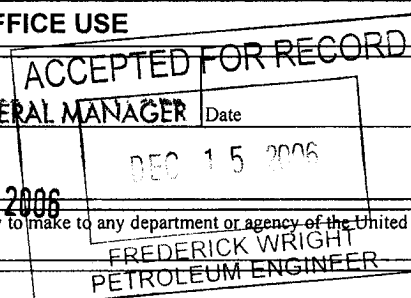 FFICE USE
ACCEPTED FOR RECORD
ERAL MANAGER Date
DEC 15 2006
2006
to make to any department or agency of the United
FREDERICK WRIGHT
PETROLEUM ENGINEER